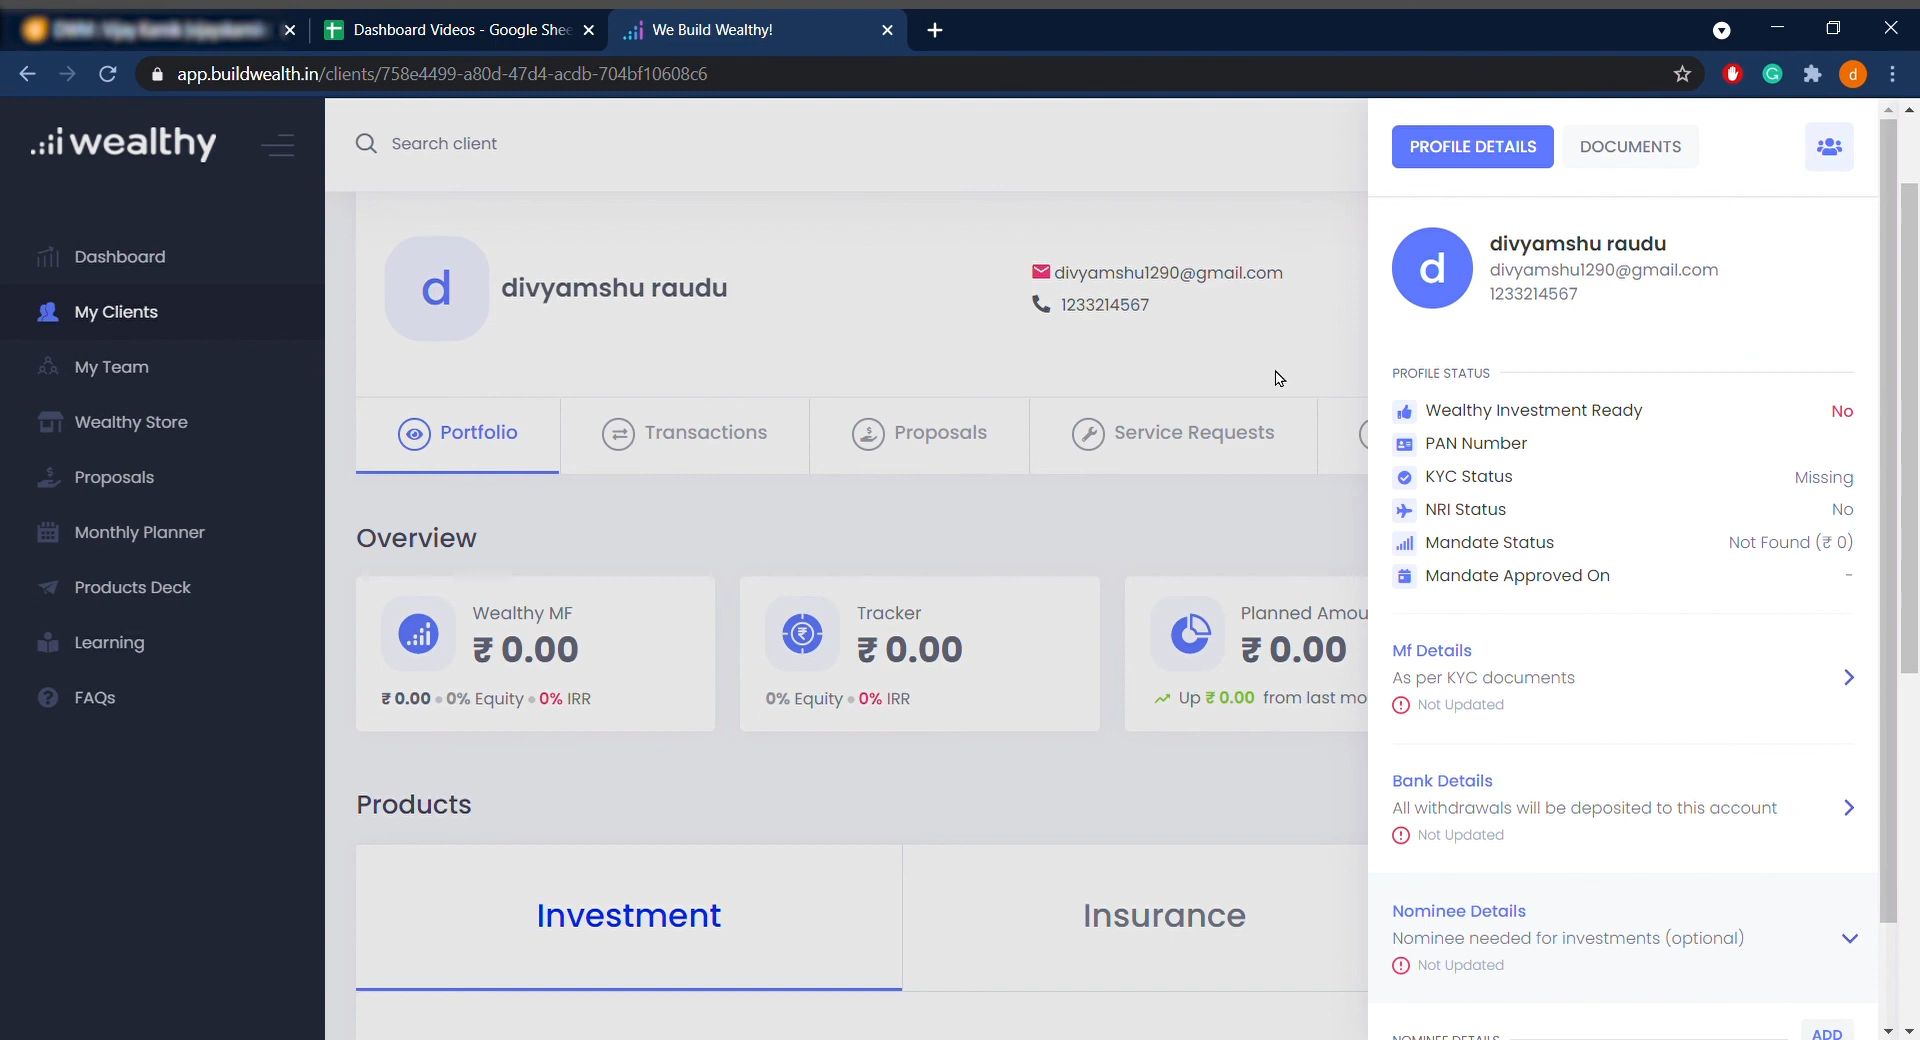 Dashboard Videos - Google Shee
We Build Wealthy!
app.buildwealth.in/clients/758e4499-a80d-47d4-acdb-704bf10608c6
d
wealthy
Search client
PROFILE DETAILS
DOCUMENTS
Dashboard
My Clients
My Team
Wealthy Store
Proposals
Monthly Planner
Products Deck
Learning
FAQs
d
divyamshu raudu
divyamshu1290@gmail.com
1233214567
Portfolio
Transactions
Proposals
Service Requests
Overview
Wealthy MF
₹ 0.00
₹ 0.00 • 0% Equity • 0% IRR
Tracker
₹ 0.00
0% Equity • 0% IRR
Planned Amou
₹ 0.00
Up ₹ 0.00 from last mo
Products
Investment
Insurance
d
divyamshu raudu
divyamshu1290@gmail.com
1233214567
PROFILE STATUS
Wealthy Investment Ready No
PAN Number
KYC Status Missing
NRI Status No
Mandate Status Not Found (₹ 0)
Mandate Approved On -
Mf Details
As per KYC documents
Not Updated
Bank Details
All withdrawals will be deposited to this account
Not Updated
Nominee Details
Nominee needed for investments (optional)
Not Updated
NOMINEE DETAILS
ADD